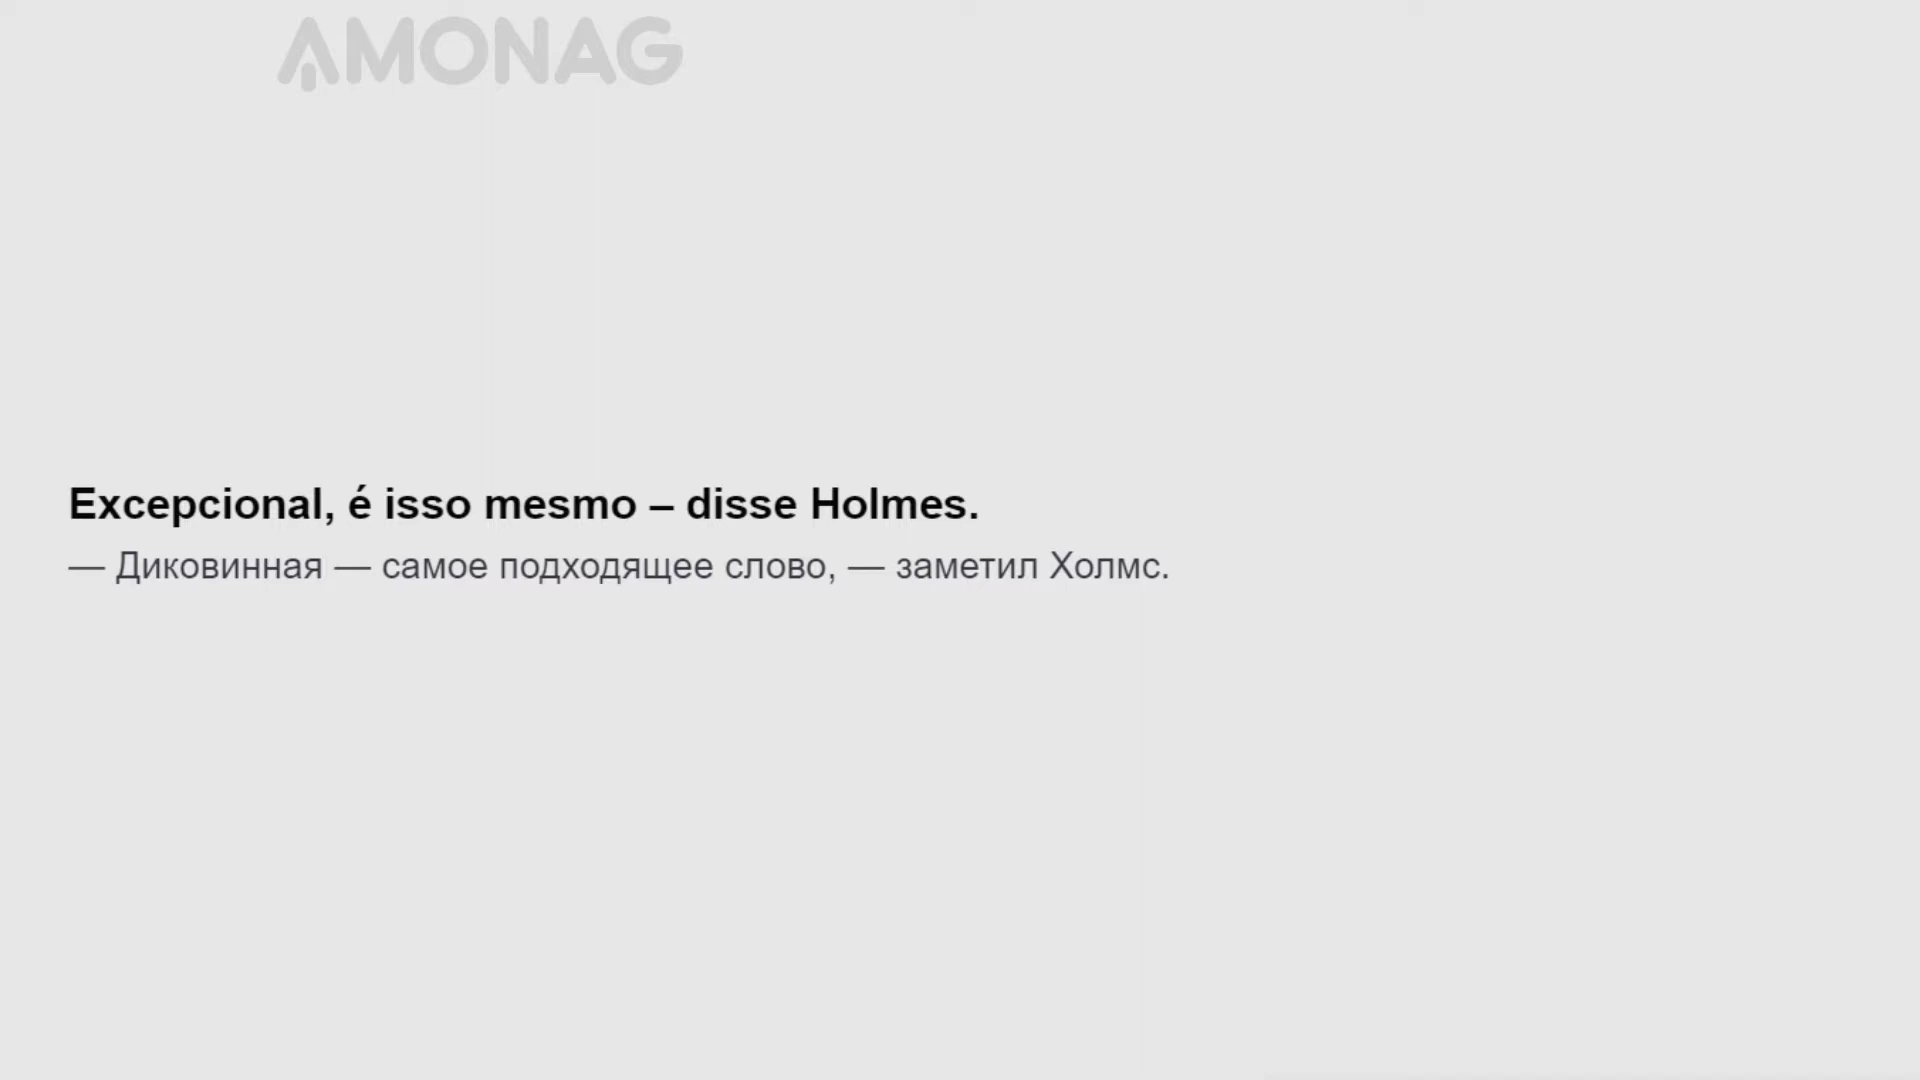 AMONAG
Excepcional, é isso mesmo – disse Holmes.
— Диковинная — самое подходящее слово, — заметил Холмс.